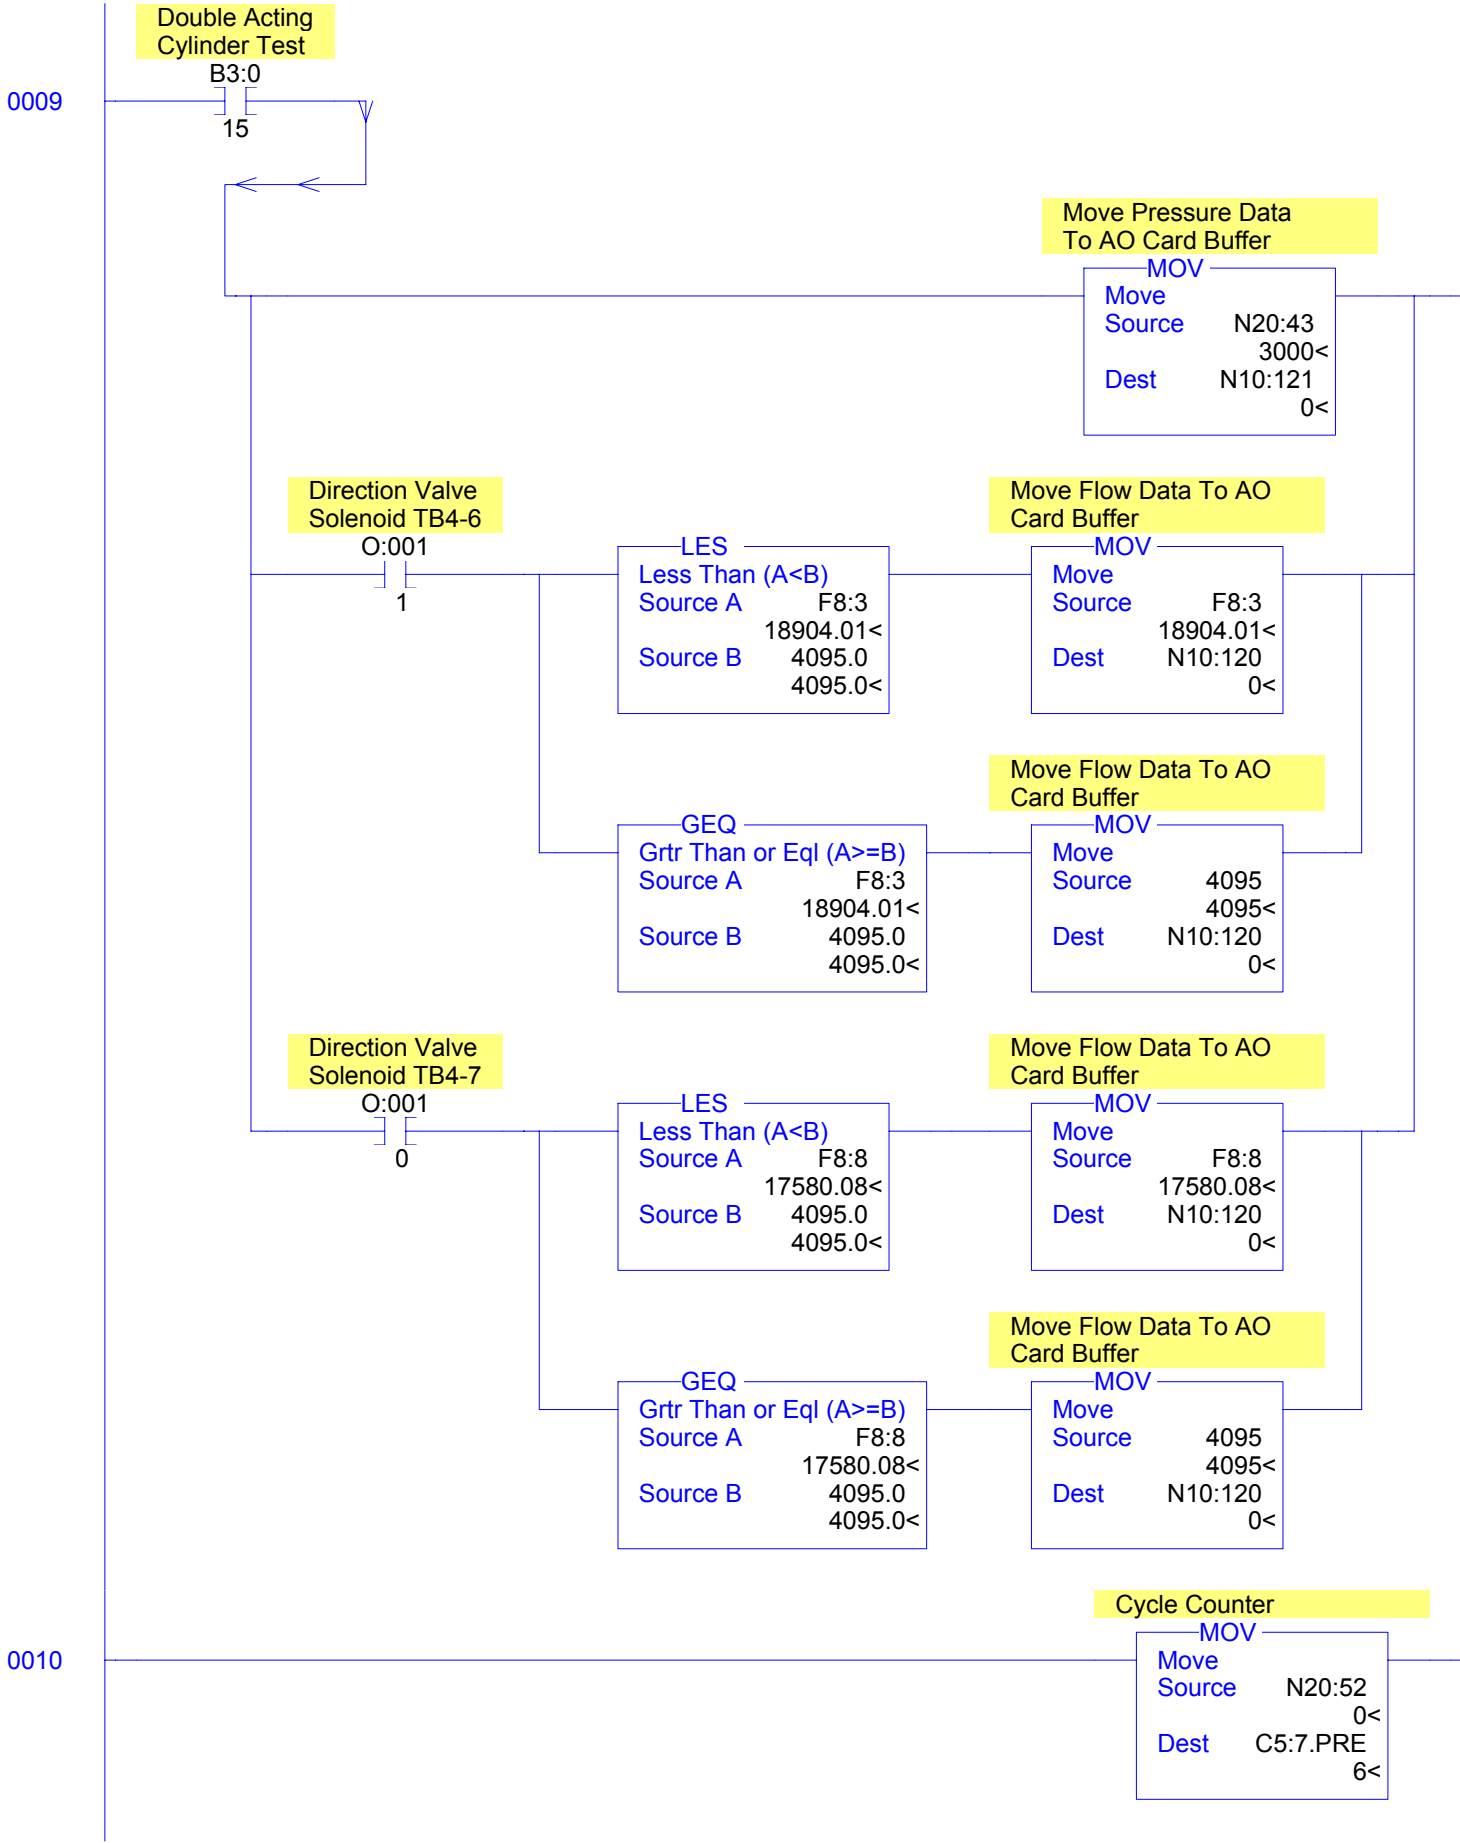 Double Acting
Cylinder Test
B3:0
0009
15
Move Pressure Data
To AO Card Buffer
MOV
Move
Source N20:43
3000<
Dest N10:121
0<
Direction Valve
Solenoid TB4-6
O:001
1
LES
Less Than (A<B)
Source A F8:3
18904.01<
Source B 4095.0
4095.0<
Move Flow Data To AO
Card Buffer
MOV
Move
Source F8:3
18904.01<
Dest N10:120
0<
GEQ
Grtr Than or Eql (A>=B)
Source A F8:3
18904.01<
Source B 4095.0
4095.0<
Move Flow Data To AO
Card Buffer
MOV
Move
Source 4095
4095<
Dest N10:120
0<
Direction Valve
Solenoid TB4-7
O:001
0
LES
Less Than (A<B)
Source A F8:8
17580.08<
Source B 4095.0
4095.0<
Move Flow Data To AO
Card Buffer
MOV
Move
Source F8:8
17580.08<
Dest N10:120
0<
GEQ
Grtr Than or Eql (A>=B)
Source A F8:8
17580.08<
Source B 4095.0
4095.0<
Move Flow Data To AO
Card Buffer
MOV
Move
Source 4095
4095<
Dest N10:120
0<
0010
Cycle Counter
MOV
Move
Source N20:52
0<
Dest C5:7.PRE
6<